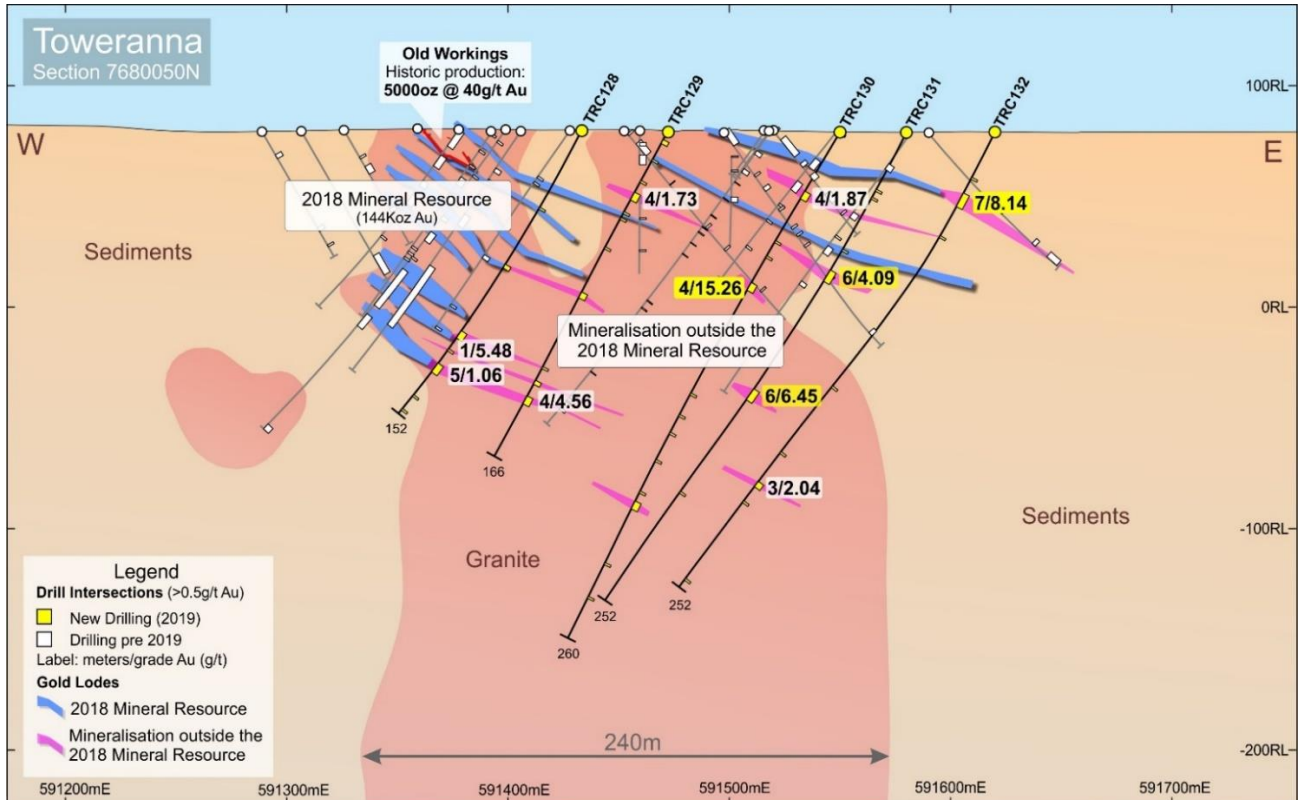 Toweranna
Section 7680050N
Old Workings
Historic production:
5000oz @ 40g/t Au
TRC128
TRC129
TRC130
TRC131
TRC132
100RL
W
E
2018 Mineral Resource
(144Koz Au)
4/1.73
4/1.87
7/8.14
Sediments
4/15.26
6/4.09
0RL
Mineralisation outside the
2018 Mineral Resource
1/5.48
5/1.06
4/4.56
6/6.45
152
166
3/2.04
Sediments
-100RL
Granite
252
252
260
Legend
Drill Intersections (>0.5g/t Au)
New Drilling (2019)
Drilling pre 2019
Label: meters/grade Au (g/t)
Gold Lodes
2018 Mineral Resource
Mineralisation outside the
2018 Mineral Resource
240m
-200RL
591200mE
591300mE
591400mE
591500mE
591600mE
591700mE